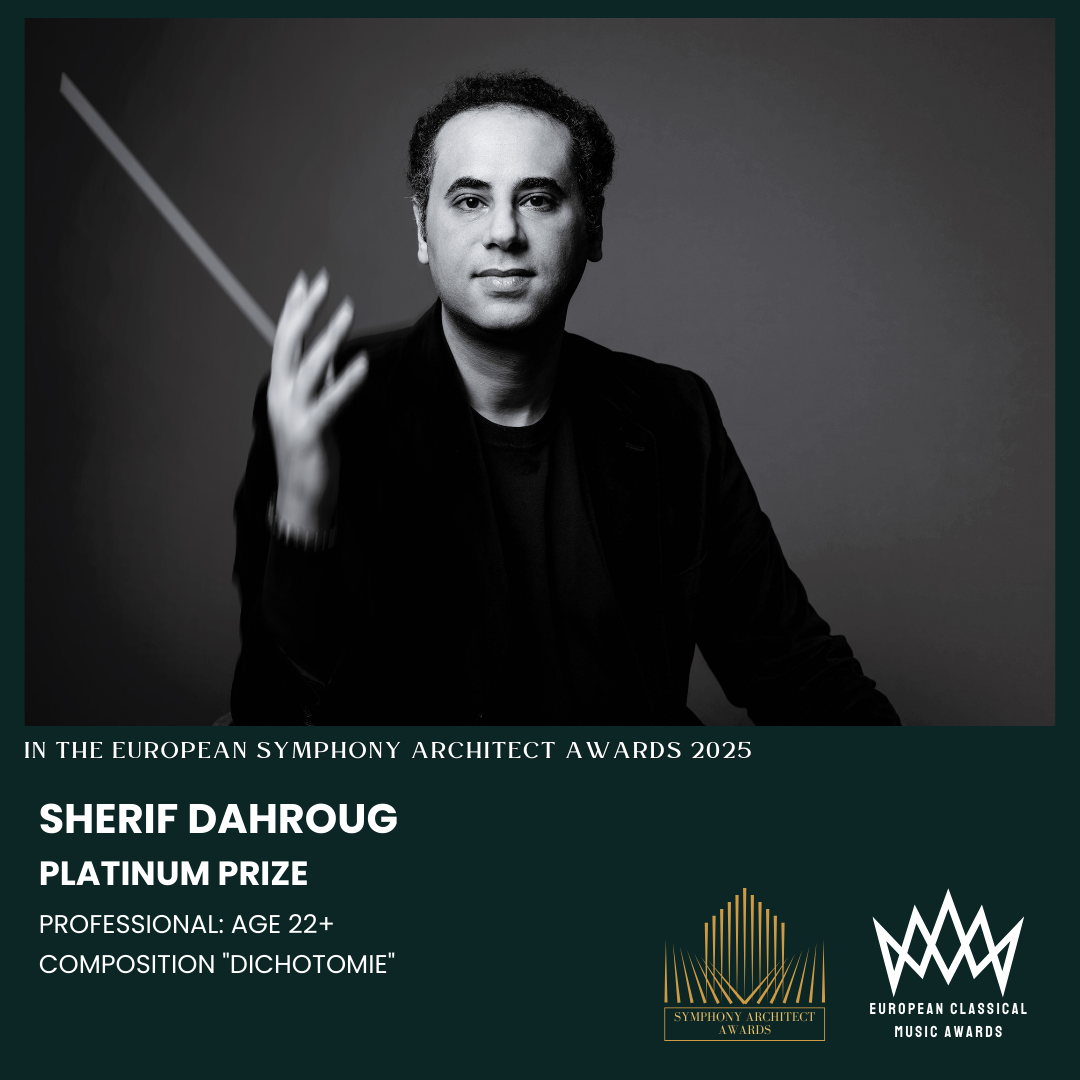 IN THE EUROPEAN SYMPHONY ARCHITECT AWARDS 2025
SHERIF DAHROUG
PLATINUM PRIZE
PROFESSIONAL: AGE 22+
COMPOSITION "DICHOTOMIE"
SYMPHONY ARCHITECT
AWARDS
EUROPEAN CLASSICAL
MUSIC AWARDS